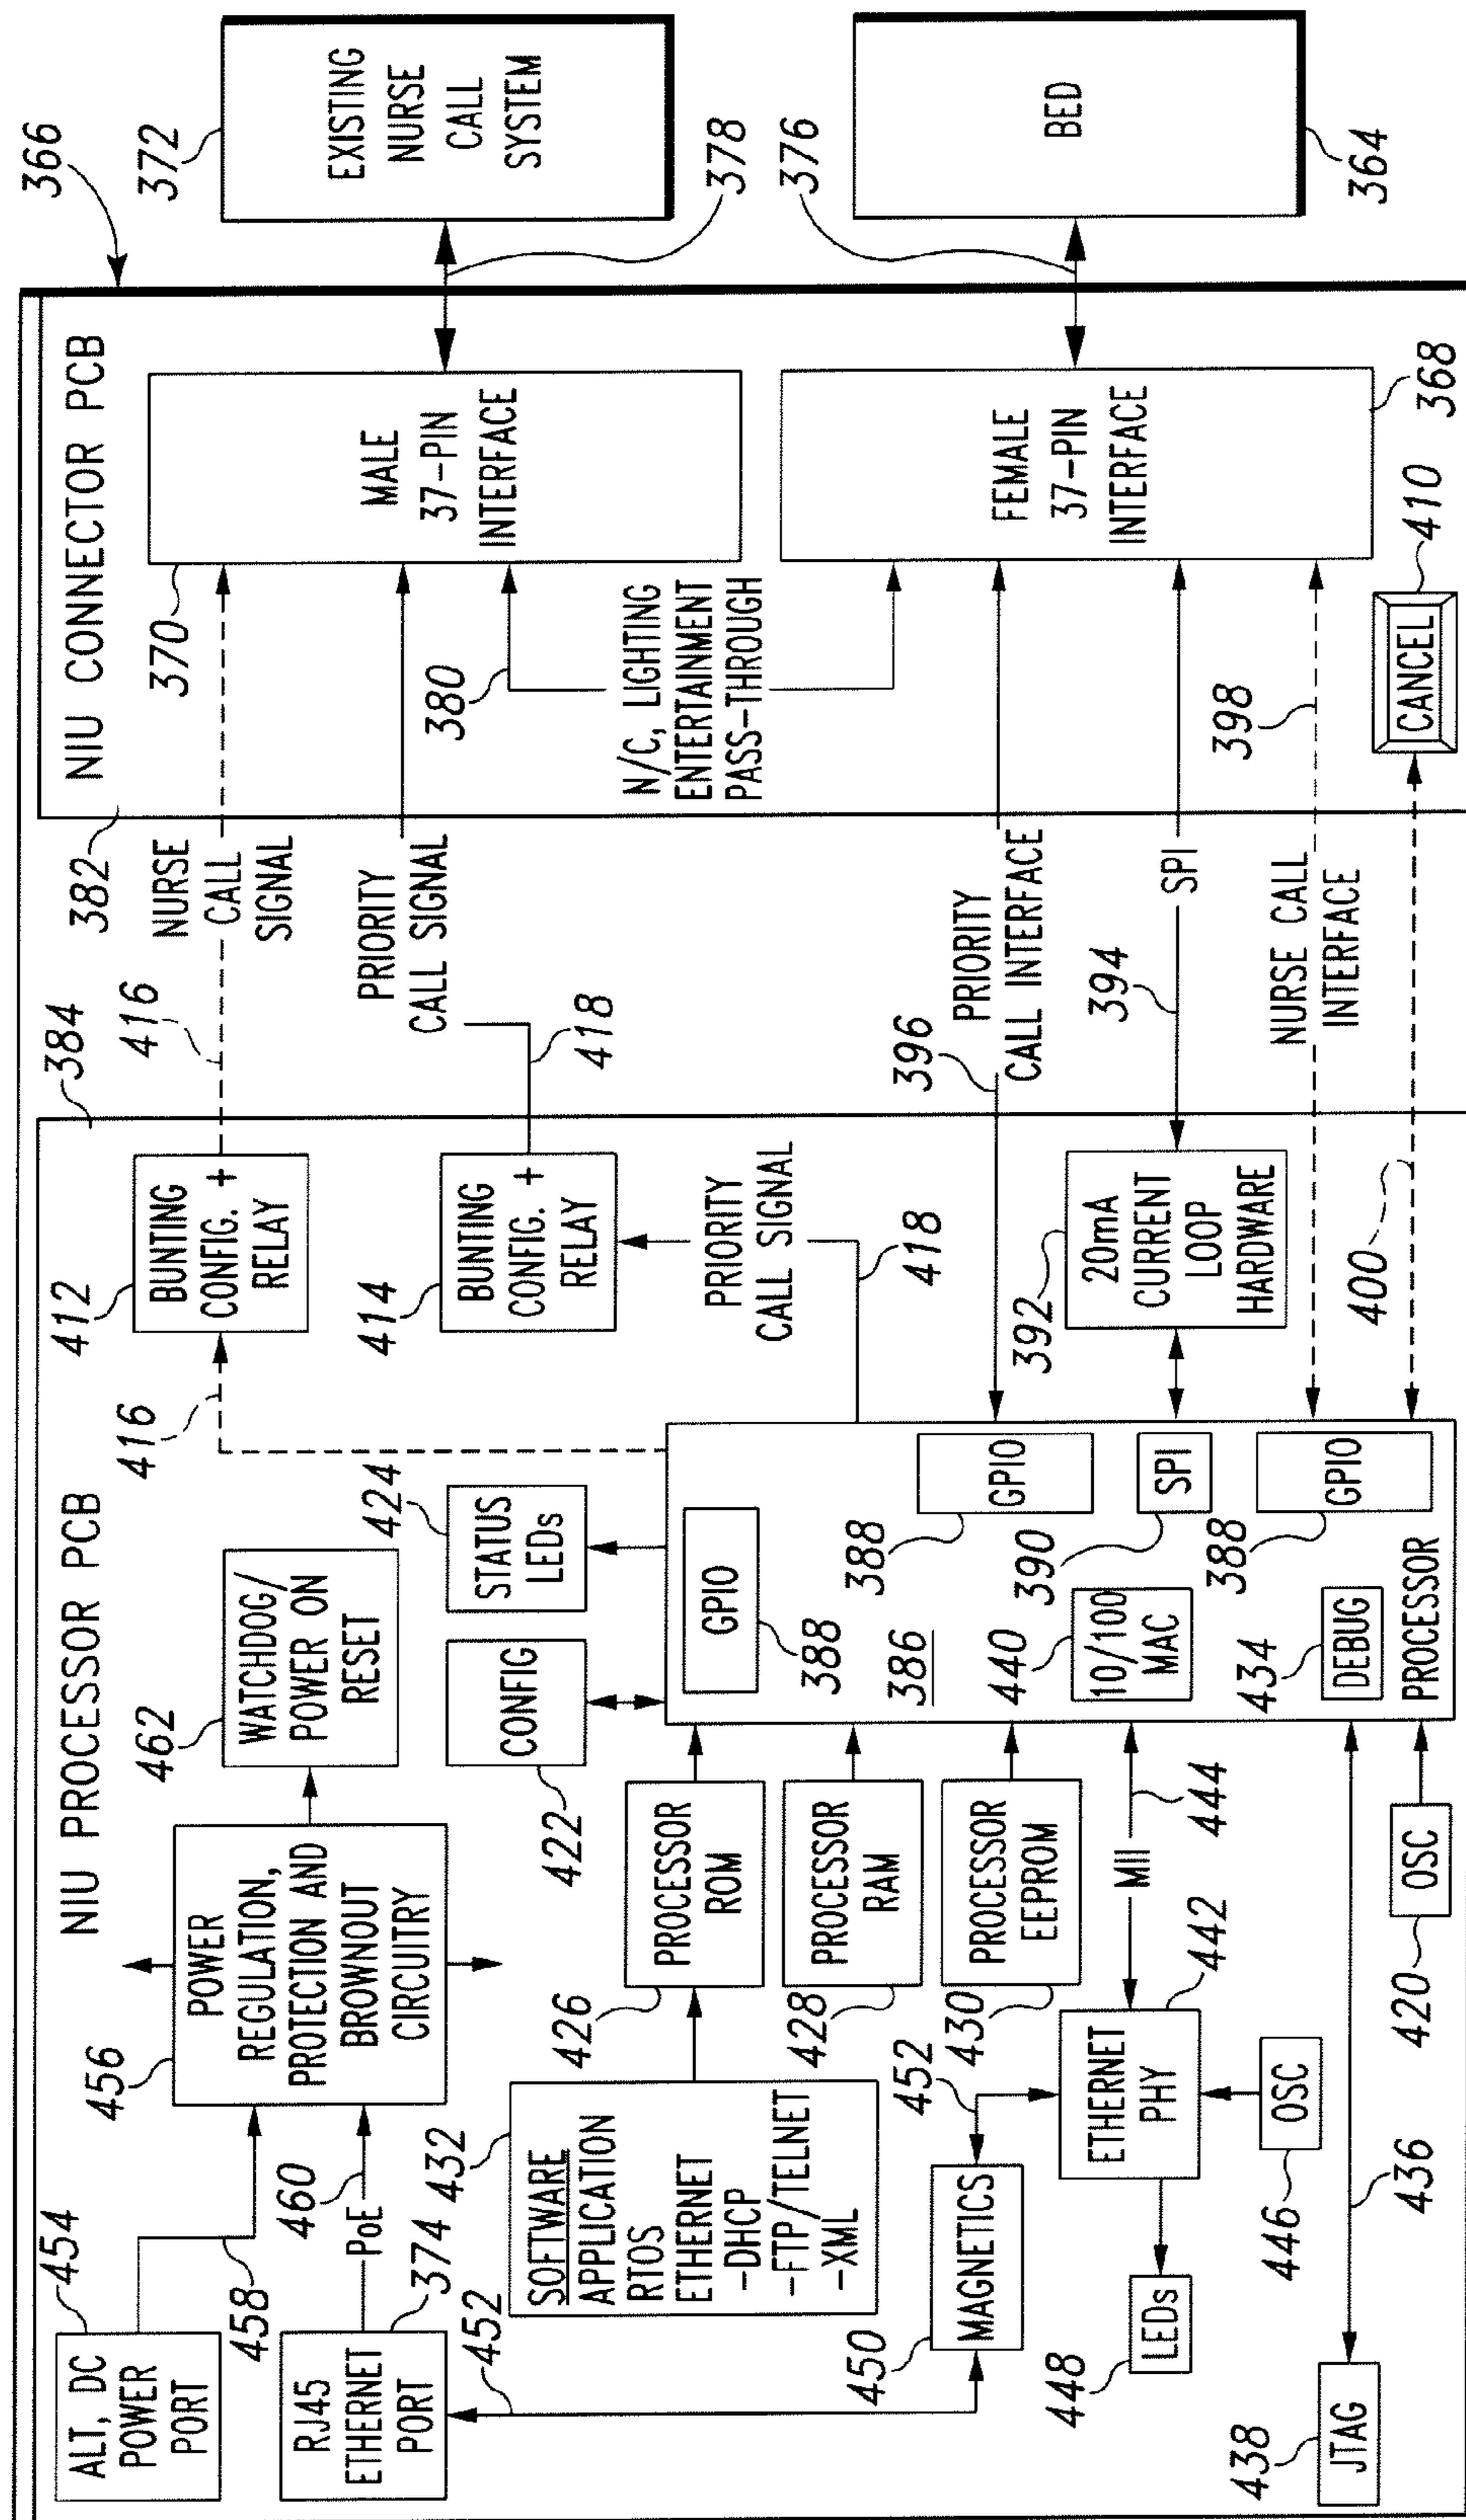 366
372
EXISTING
NURSE
CALL
SYSTEM
378
376
BED
364
NIU CONNECTOR PCB
382
370
MALE
37-PIN
INTERFACE
380
N/C, LIGHTING
ENTERTAINMENT
PASS-THROUGH
FEMALE
37-PIN
INTERFACE
368
398
410
CANCEL
NURSE
CALL
SIGNAL
416
PRIORITY
CALL SIGNAL
418
PRIORITY
CALL INTERFACE
396
SPI
394
NURSE CALL
INTERFACE
400
384
NIU PROCESSOR PCB
412
BUNTING
CONFIG. +
RELAY
414
BUNTING
CONFIG. +
RELAY
416
PRIORITY
CALL SIGNAL
418
392
20mA
CURRENT
LOOP
HARDWARE
454
ALT, DC
POWER
PORT
458
RJ45
ETHERNET
PORT
374
PoE
460
456
POWER
REGULATION,
PROTECTION AND
BROWNOUT
CIRCUITRY
462
WATCHDOG/
POWER ON
RESET
424
STATUS
LEDs
CONFIG
422
432
SOFTWARE
APPLICATION
RTOS
ETHERNET
-DHCP
-FTP/TELNET
-XML
452
PROCESSOR
ROM
426
PROCESSOR
RAM
428
PROCESSOR
EEPROM
430
GPIO
388
386
GPIO
388
SPI
390
GPIO
388
440
10/100
MAC
434
DEBUG
PROCESSOR
MII
444
452
450
MAGNETICS
ETHERNET
PHY
442
448
LEDs
OSC
446
OSC
420
436
438
JTAG